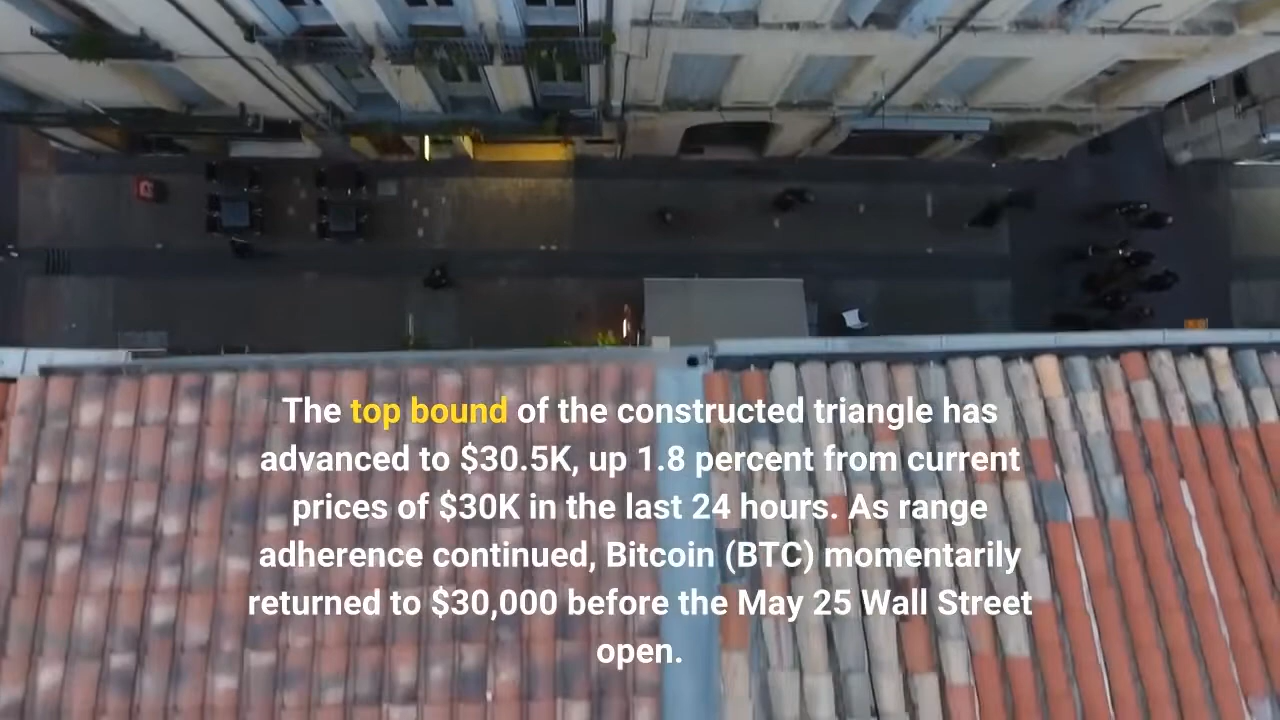 The top bound of the constructed triangle has
advanced to $30.5K, up 1.8 percent from current
prices of $30K in the last 24 hours. As range
adherence continued, Bitcoin (BTC) momentarily
returned to $30,000 before the May 25 Wall Street
open.